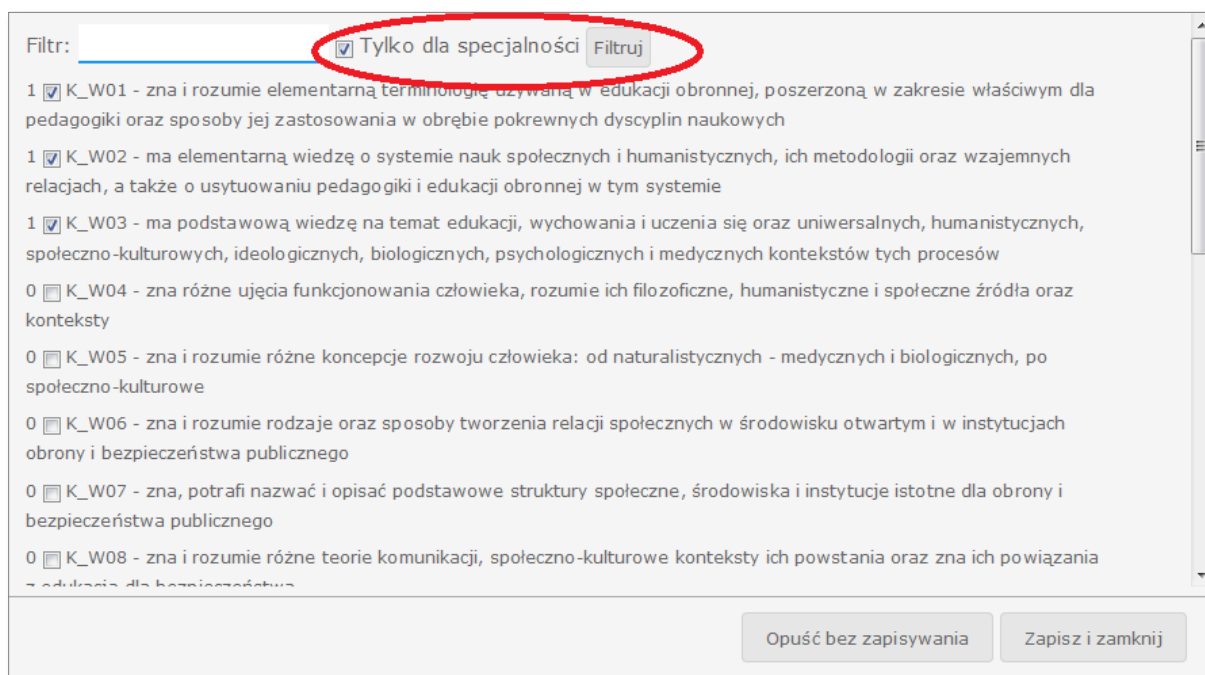 Filtr: Tylko dla specjalności Filtruj
1 K_W01 - zna i rozumie elementarną terminologię używaną w edukacji obronnej, poszerzoną w zakresie właściwym dla
pedagogiki oraz sposoby jej zastosowania w obrębie pokrewnych dyscyplin naukowych
1 K_W02 - ma elementarną wiedzę o systemie nauk społecznych i humanistycznych, ich metodologii oraz wzajemnych
relacjach, a także o usytuowaniu pedagogiki i edukacji obronnej w tym systemie
1 K_W03 - ma podstawową wiedzę na temat edukacji, wychowania i uczenia się oraz uniwersalnych, humanistycznych,
społeczno-kulturowych, ideologicznych, biologicznych, psychologicznych i medycznych kontekstów tych procesów
0 K_W04 - zna różne ujęcia funkcjonowania człowieka, rozumie ich filozoficzne, humanistyczne i społeczne źródła oraz
konteksty
0 K_W05 - zna i rozumie różne koncepcje rozwoju człowieka: od naturalistycznych - medycznych i biologicznych, po
społeczno-kulturowe
0 K_W06 - zna i rozumie rodzaje oraz sposoby tworzenia relacji społecznych w środowisku otwartym i w instytucjach
obrony i bezpieczeństwa publicznego
0 K_W07 - zna, potrafi nazwać i opisać podstawowe struktury społeczne, środowiska i instytucje istotne dla obrony i
bezpieczeństwa publicznego
0 K_W08 - zna i rozumie różne teorie komunikacji, społeczno-kulturowe konteksty ich powstania oraz zna ich powiązania
z edukacją dla bezpieczeństwa
Opuść bez zapisywania Zapisz i zamknij